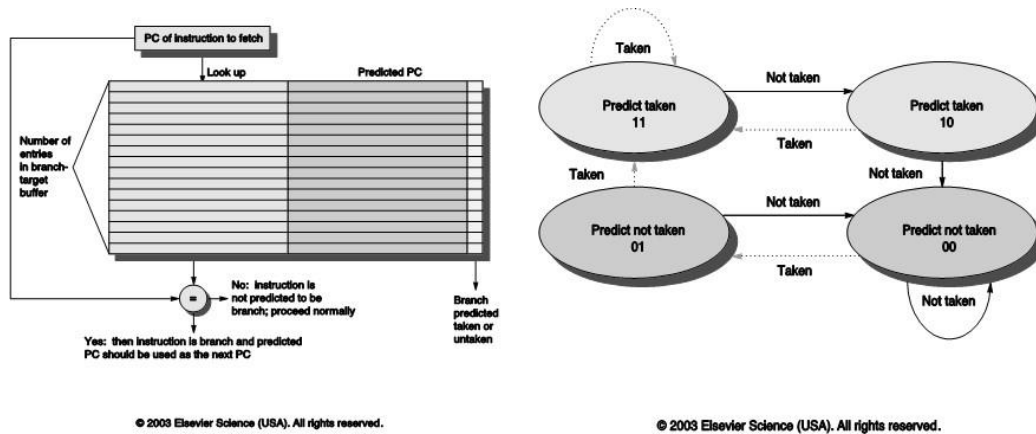 PC of instruction to fetch
Look up
Predicted PC
Number of
entries
in branch-
target
buffer
=
No: instruction is
not predicted to be
branch; proceed normally
Yes: then instruction is branch and predicted
PC should be used as the next PC
Branch
predicted
taken or
untaken
© 2003 Elsevier Science (USA). All rights reserved.
Taken
Predict taken
11
Not taken
Predict taken
10
Taken
Taken
Not taken
Predict not taken
01
Not taken
Predict not taken
00
Taken
Not taken
© 2003 Elsevier Science (USA). All rights reserved.